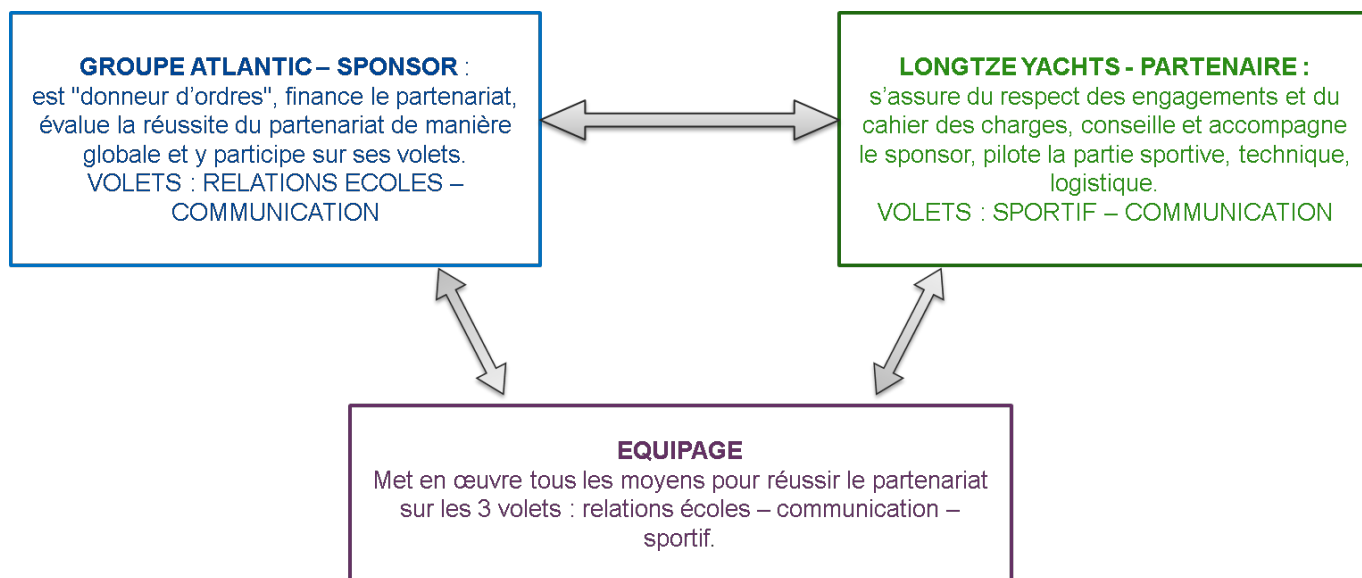 GROUPE ATLANTIC – SPONSOR :
est "donneur d’ordres", finance le partenariat,
évalue la réussite du partenariat de manière
globale et y participe sur ses volets.
VOLETS : RELATIONS ECOLES –
COMMUNICATION
LONGTZE YACHTS - PARTENAIRE :
s’assure du respect des engagements et du
cahier des charges, conseille et accompagne
le sponsor, pilote la partie sportive, technique,
logistique.
VOLETS : SPORTIF – COMMUNICATION
EQUIPAGE
Met en œuvre tous les moyens pour réussir le partenariat
sur les 3 volets : relations écoles – communication –
sportif.